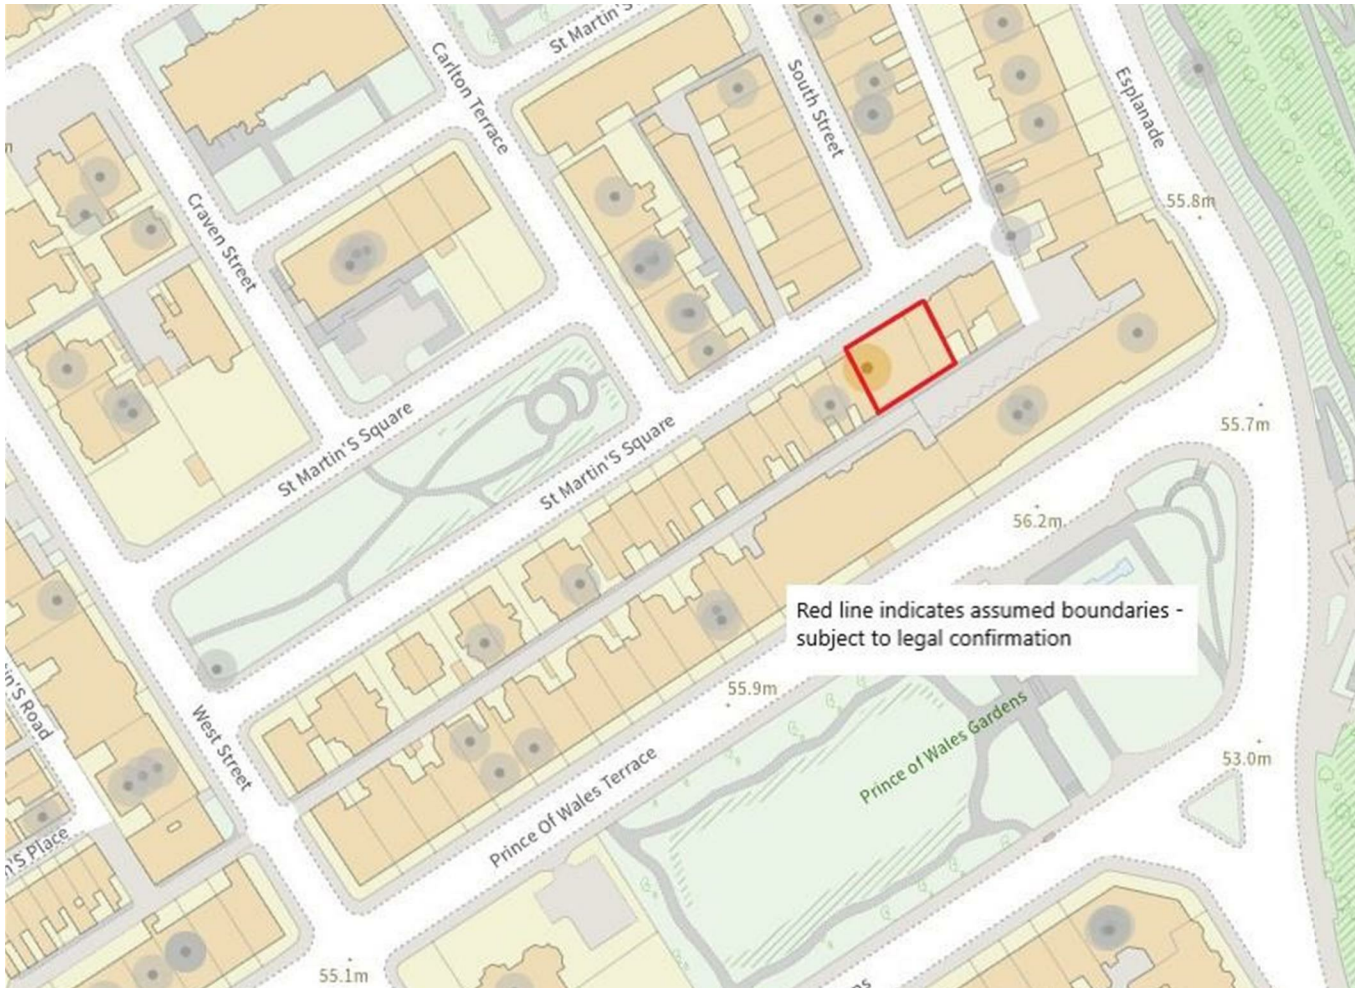 St Martin'S
Carlton Terrace
South Street
Esplanade
55.8m
Craven Street
St Martin'S Square
St Martin'S Square
55.7m
56.2m
Red line indicates assumed boundaries -
subject to legal confirmation
55.9m
Prince of Wales Gardens
West Street
53.0m
Prince Of Wales Terrace
55.1m